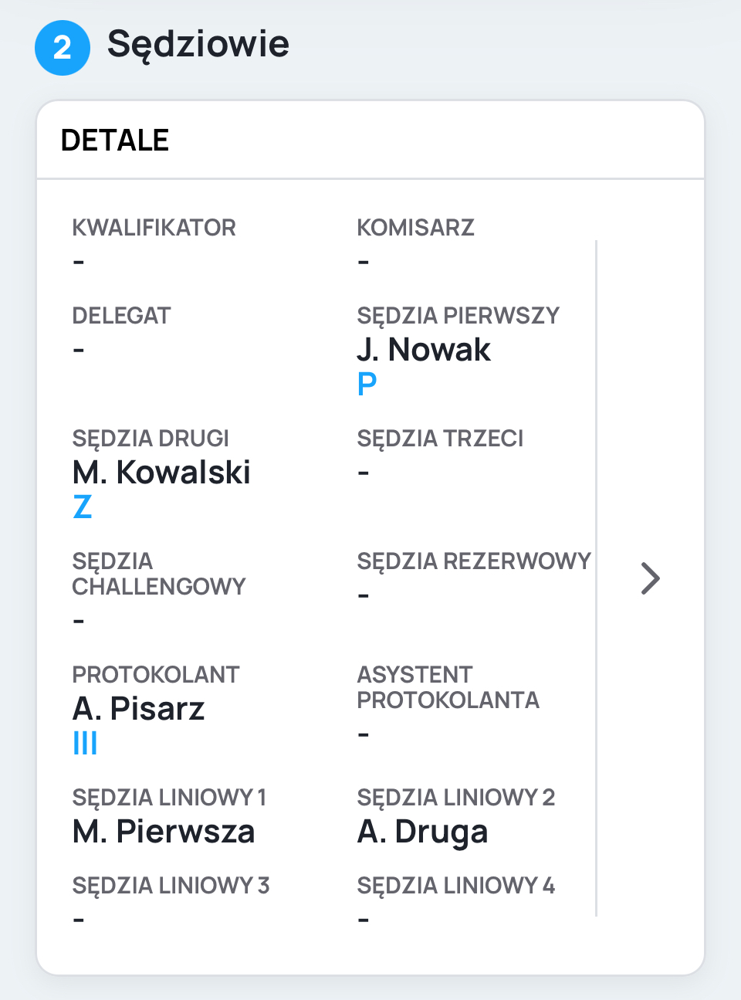 2 Sędziowie
DETALE
KWALIFIKATOR
-
KOMISARZ
-
DELEGAT
-
SĘDZIA PIERWSZY
J. Nowak
P
SĘDZIA DRUGI
M. Kowalski
Z
SĘDZIA TRZECI
-
SĘDZIA
CHALLENGOWY
-
SĘDZIA REZERWOWY
-
PROTOKOLANT
A. Pisarz
III
ASYSTENT
PROTOKOLANTA
-
SĘDZIA LINIOWY 1
M. Pierwsza
SĘDZIA LINIOWY 2
A. Druga
SĘDZIA LINIOWY 3
-
SĘDZIA LINIOWY 4
-